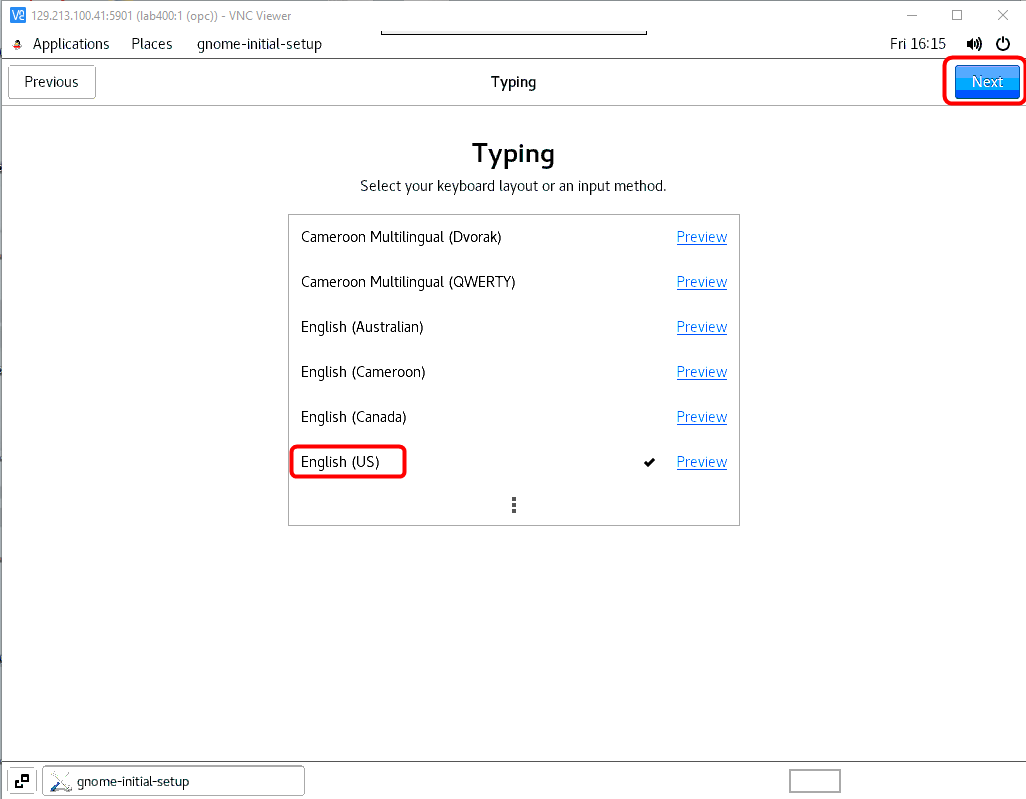 129.213.100.41:5901 (lab400:1 (opc)) - VNC Viewer
Applications Places gnome-initial-setup Fri 16:15
Previous Typing Next
Typing
Select your keyboard layout or an input method.
Cameroon Multilingual (Dvorak) Preview
Cameroon Multilingual (QWERTY) Preview
English (Australian) Preview
English (Cameroon) Preview
English (Canada) Preview
English (US) Preview
gnome-initial-setup